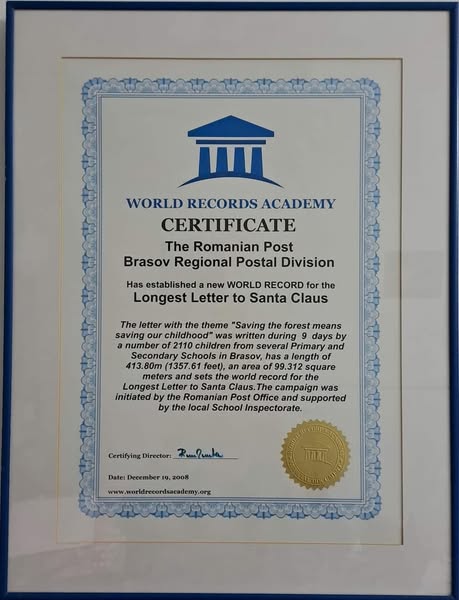 WORLD RECORDS ACADEMY
CERTIFICATE
The Romanian Post
Brasov Regional Postal Division
Has established a new WORLD RECORD for the
Longest Letter to Santa Claus
The letter with the theme "Saving the forest means
saving our childhood" was written during 9 days by
a number of 2110 children from several Primary and
Secondary Schools in Brasov, has a length of
413.80m (1357.61 feet), an area of 99.312 square
meters and sets the world record for the
Longest Letter to Santa Claus.The campaign was
initiated by the Romanian Post Office and supported
by the local School Inspectorate.
Certifying Director:
Date: December 19, 2008
www.worldrecordsacademy.org